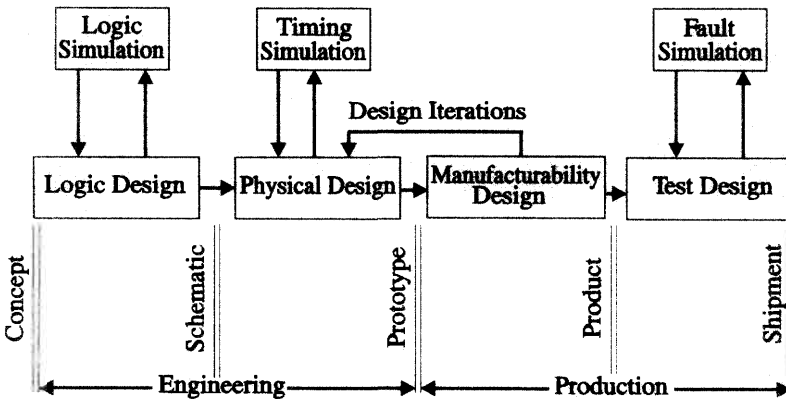 Logic
Simulation
Timing
Simulation
Fault
Simulation
Design Iterations
Logic Design
Physical Design
Manufacturability
Design
Test Design
Concept
Schematic
Prototype
Product
Shipment
Engineering
Production